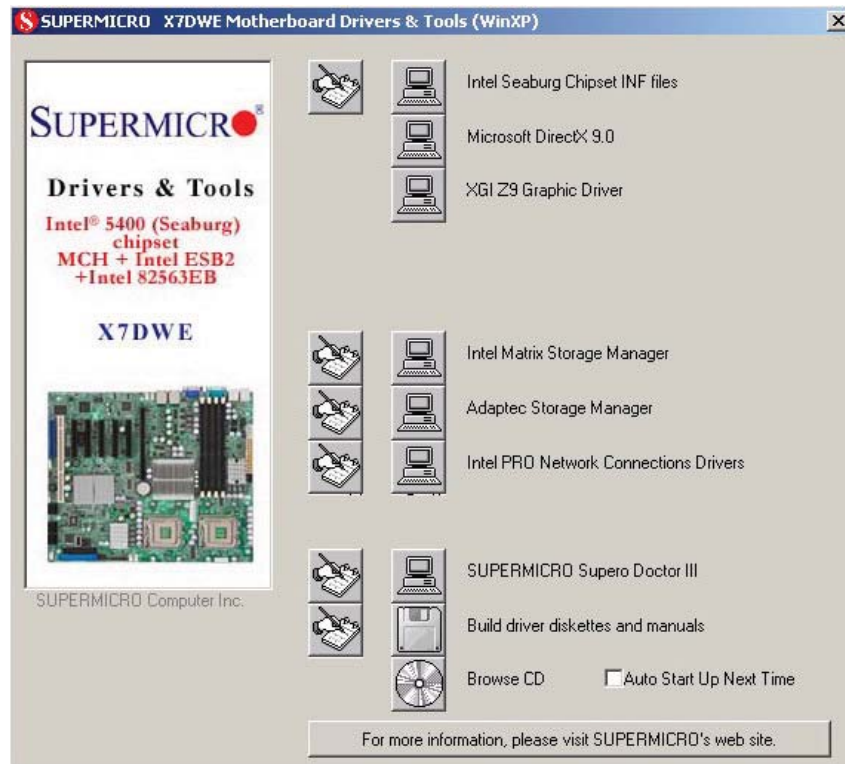 SUPERMICRO X7DWE Motherboard Drivers & Tools (WinXP)
SUPERMICRO®
Drivers & Tools
Intel® 5400 (Seaburg)
chipset
MCH + Intel ESB2
+Intel 82563EB
X7DWE
SUPERMICRO Computer Inc.
Intel Seaburg Chipset INF files
Microsoft DirectX 9.0
XGI Z9 Graphic Driver
Intel Matrix Storage Manager
Adaptec Storage Manager
Intel PRO Network Connections Drivers
SUPERMICRO Supero Doctor III
Build driver diskettes and manuals
Browse CD
Auto Start Up Next Time
For more information, please visit SUPERMICRO's web site.